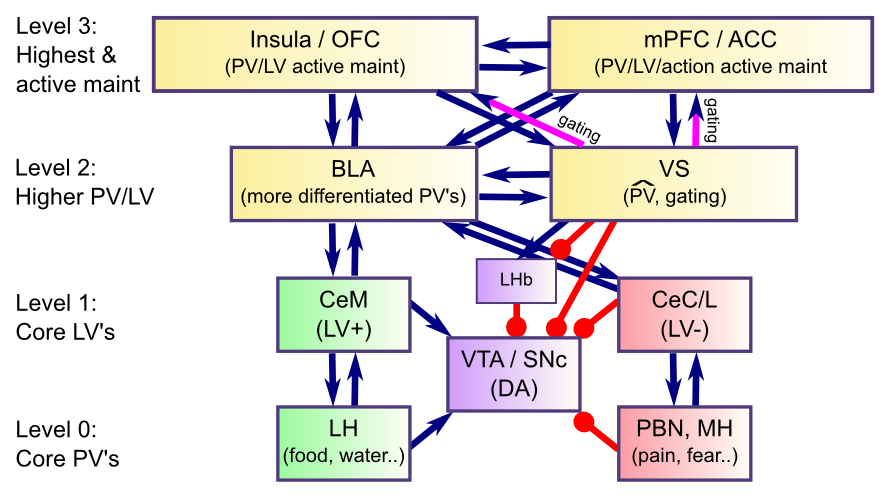 Level 3:
Highest &
active maint
Insula / OFC
(PV/LV active maint)
mPFC / ACC
(PV/LV/action active maint
gating
gating
Level 2:
Higher PV/LV
BLA
(more differentiated PV's)
VS
(P͡V, gating)
LHb
Level 1:
Core LV's
CeM
(LV+)
CeC/L
(LV-)
VTA / SNc
(DA)
Level 0:
Core PV's
LH
(food, water..)
PBN, MH
(pain, fear..)